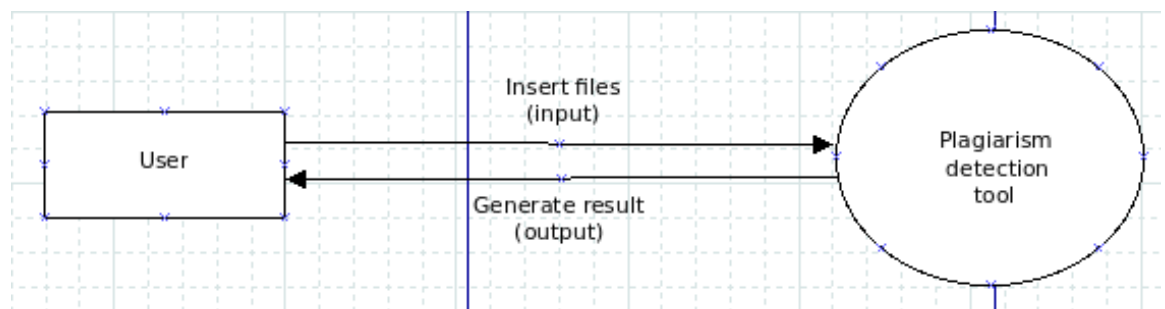 Insert files
(input)
User
Plagiarism
detection
tool
Generate result
(output)